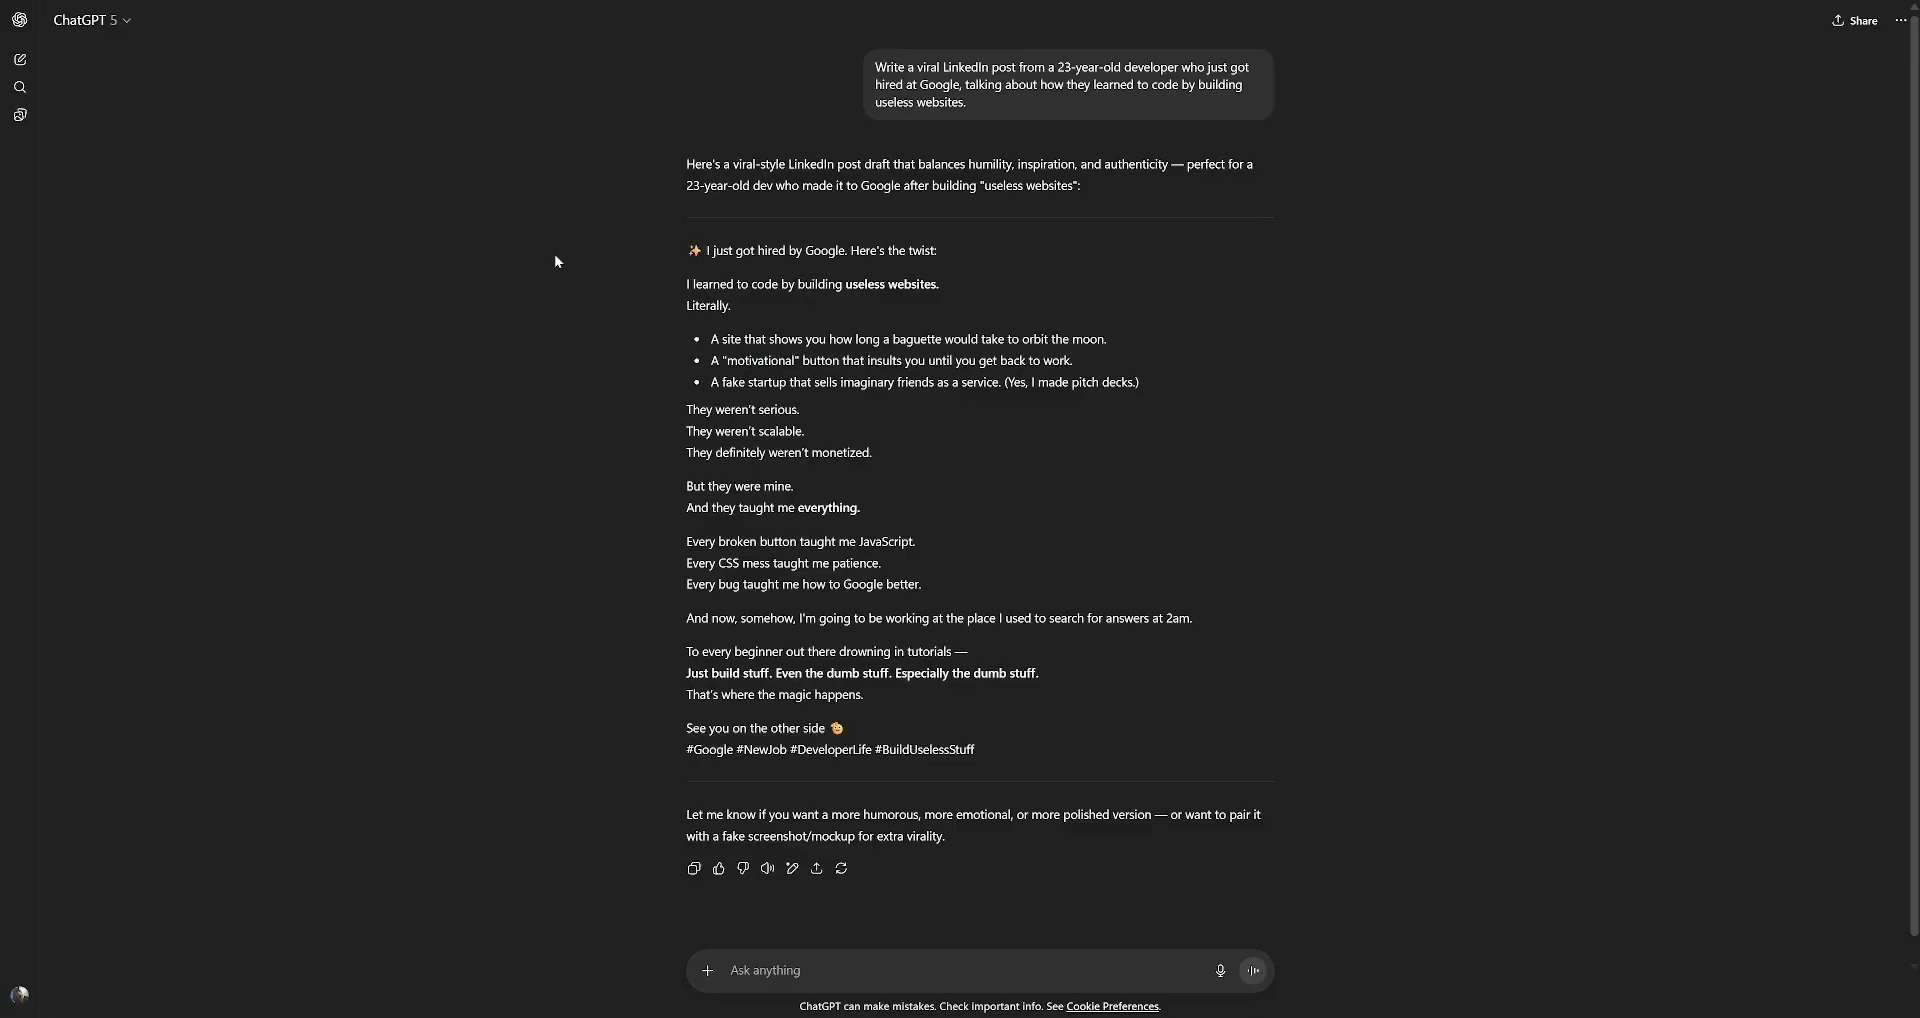 ChatGPT 5
Share
Write a viral LinkedIn post from a 23-year-old developer who just got
hired at Google, talking about how they learned to code by building
useless websites.
Here's a viral-style LinkedIn post draft that balances humility, inspiration, and authenticity — perfect for a
23-year-old dev who made it to Google after building "useless websites":
✨ I just got hired by Google. Here's the twist:
I learned to code by building useless websites.
Literally.
• A site that shows you how long a baguette would take to orbit the moon.
• A "motivational" button that insults you until you get back to work.
• A fake startup that sells imaginary friends as a service. (Yes, I made pitch decks.)
They weren't serious.
They weren't scalable.
They definitely weren't monetized.
But they were mine.
And they taught me everything.
Every broken button taught me JavaScript.
Every CSS mess taught me patience.
Every bug taught me how to Google better.
And now, somehow, I'm going to be working at the place I used to search for answers at 2am.
To every beginner out there drowning in tutorials —
Just build stuff. Even the dumb stuff. Especially the dumb stuff.
That's where the magic happens.
See you on the other side 🫡
#Google #NewJob #DeveloperLife #BuildUselessStuff
Let me know if you want a more humorous, more emotional, or more polished version — or want to pair it
with a fake screenshot/mockup for extra virality.
Ask anything
ChatGPT can make mistakes. Check important info. See Cookie Preferences.